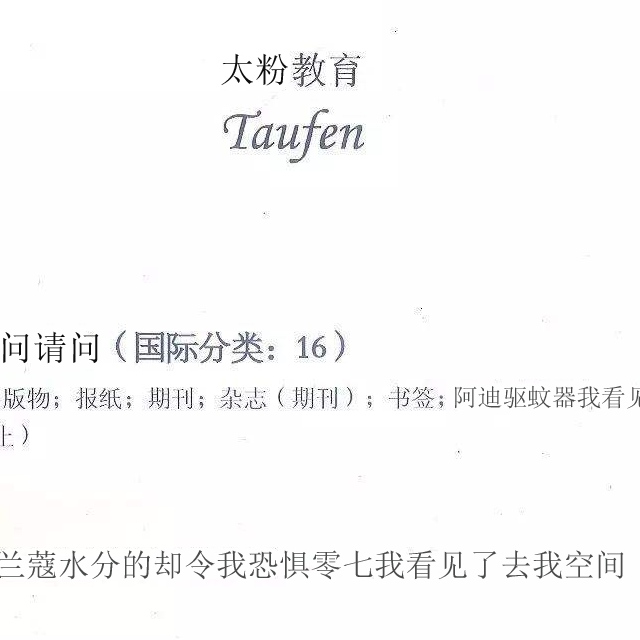 太粉教育
Taufen
问请问（国际分类：16）
版物；报纸；期刊；杂志（期刊）；书签；阿迪驱蚊器我看见
上）
兰蔻水分的却令我恐惧零七我看见了去我空间